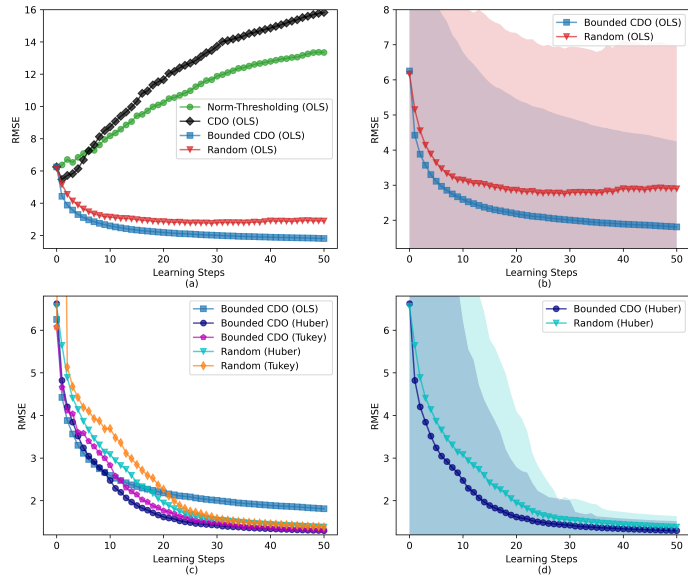 16
14
12
10
8
6
4
2
RMSE
Norm-Thresholding (OLS)
CDO (OLS)
Bounded CDO (OLS)
Random (OLS)
0 10 20 30 40 50
Learning Steps
(a)
8
7
6
5
4
3
2
RMSE
Bounded CDO (OLS)
Random (OLS)
0 10 20 30 40 50
Learning Steps
(b)
6
5
4
3
2
RMSE
Bounded CDO (OLS)
Bounded CDO (Huber)
Bounded CDO (Tukey)
Random (Huber)
Random (Tukey)
0 10 20 30 40 50
Learning Steps
(c)
6
5
4
3
2
RMSE
Bounded CDO (Huber)
Random (Huber)
0 10 20 30 40 50
Learning Steps
(d)